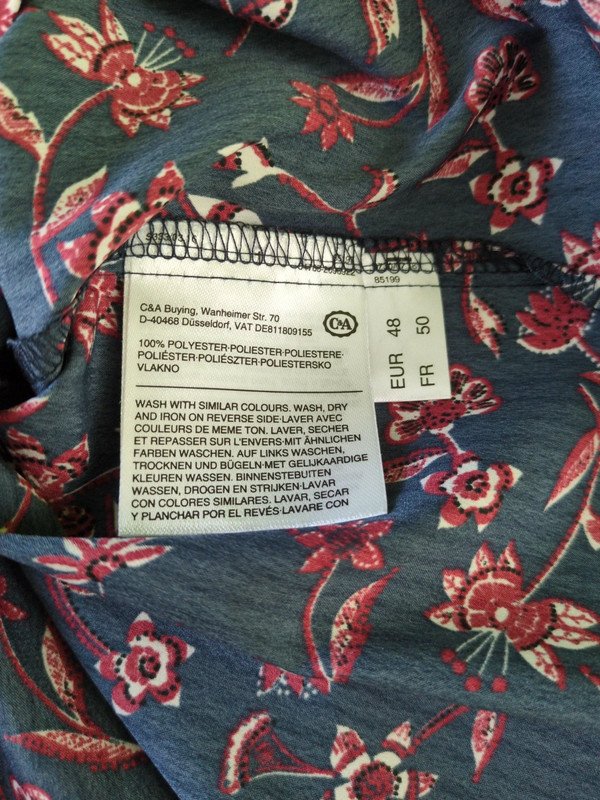 85199
C&A Buying, Wanheimer Str. 70
D-40468 Düsseldorf, VAT DE811809155
C&A
100% POLYESTER·POLIESTER·POLIESTERE·
POLIÉSTER·POLIÉSZTER·POLIESTERSKO
VLAKNO
WASH WITH SIMILAR COLOURS. WASH, DRY
AND IRON ON REVERSE SIDE·LAVER AVEC
COULEURS DE MEME TON. LAVER, SECHER
ET REPASSER SUR L'ENVERS·MIT ÄHNLICHEN
FARBEN WASCHEN. AUF LINKS WASCHEN,
TROCKNEN UND BÜGELN·MET GELIJKAARDIGE
KLEUREN WASSEN. BINNENSTEBUITEN
WASSEN, DROGEN EN STRIJKEN·LAVAR
CON COLORES SIMILARES. LAVAR, SECAR
Y PLANCHAR POR EL REVÉS·LAVARE CON
EUR 48
FR 50